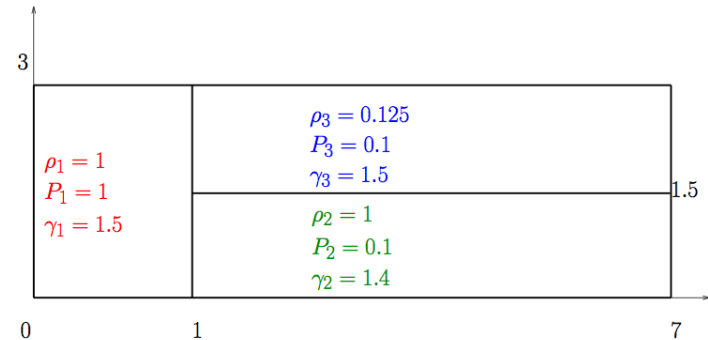 3
ρ₃ = 0.125
P₃ = 0.1
γ₃ = 1.5
ρ₁ = 1
P₁ = 1
γ₁ = 1.5
1.5
ρ₂ = 1
P₂ = 0.1
γ₂ = 1.4
0 1 7